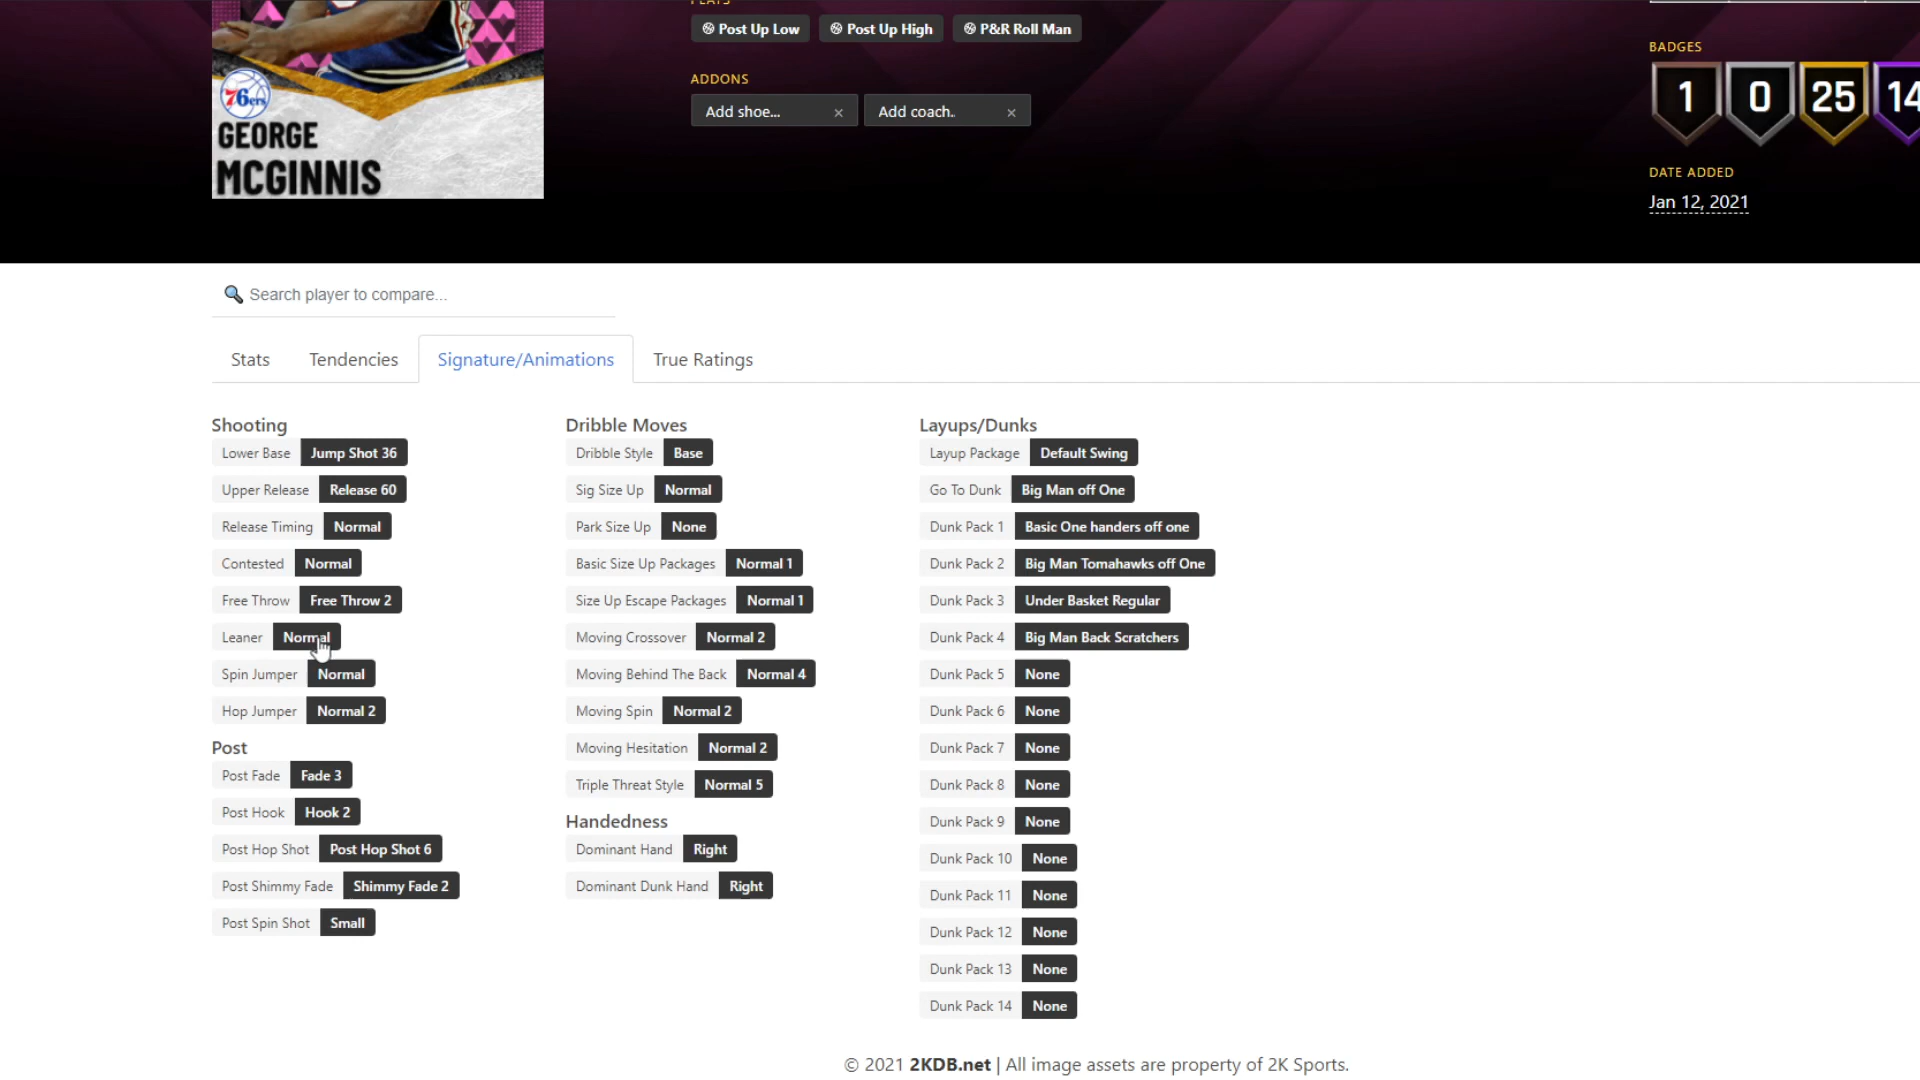 Post Up Low
Post Up High
P&R Roll Man
BADGES
ADDONS
Add shoe...
×
Add coach.
×
1
0
25
14
76ers
GEORGE
MCGINNIS
DATE ADDED
Jan 12, 2021
Search player to compare...
Stats
Tendencies
Signature/Animations
True Ratings
Shooting
Lower Base Jump Shot 36
Upper Release Release 60
Release Timing Normal
Contested Normal
Free Throw Free Throw 2
Leaner Normal
Spin Jumper Normal
Hop Jumper Normal 2
Post
Post Fade Fade 3
Post Hook Hook 2
Post Hop Shot Post Hop Shot 6
Post Shimmy Fade Shimmy Fade 2
Post Spin Shot Small
Dribble Moves
Dribble Style Base
Sig Size Up Normal
Park Size Up None
Basic Size Up Packages Normal 1
Size Up Escape Packages Normal 1
Moving Crossover Normal 2
Moving Behind The Back Normal 4
Moving Spin Normal 2
Moving Hesitation Normal 2
Triple Threat Style Normal 5
Handedness
Dominant Hand Right
Dominant Dunk Hand Right
Layups/Dunks
Layup Package Default Swing
Go To Dunk Big Man off One
Dunk Pack 1 Basic One handers off one
Dunk Pack 2 Big Man Tomahawks off One
Dunk Pack 3 Under Basket Regular
Dunk Pack 4 Big Man Back Scratchers
Dunk Pack 5 None
Dunk Pack 6 None
Dunk Pack 7 None
Dunk Pack 8 None
Dunk Pack 9 None
Dunk Pack 10 None
Dunk Pack 11 None
Dunk Pack 12 None
Dunk Pack 13 None
Dunk Pack 14 None
© 2021 2KDB.net | All image assets are property of 2K Sports.